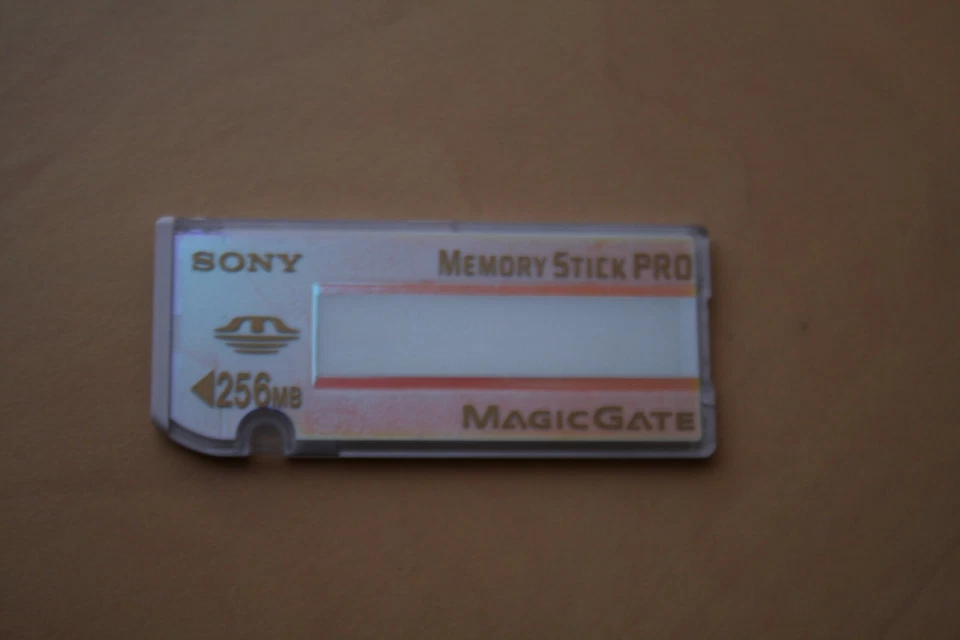 SONY
MEMORY STICK PRO
256MB
MAGICGATE